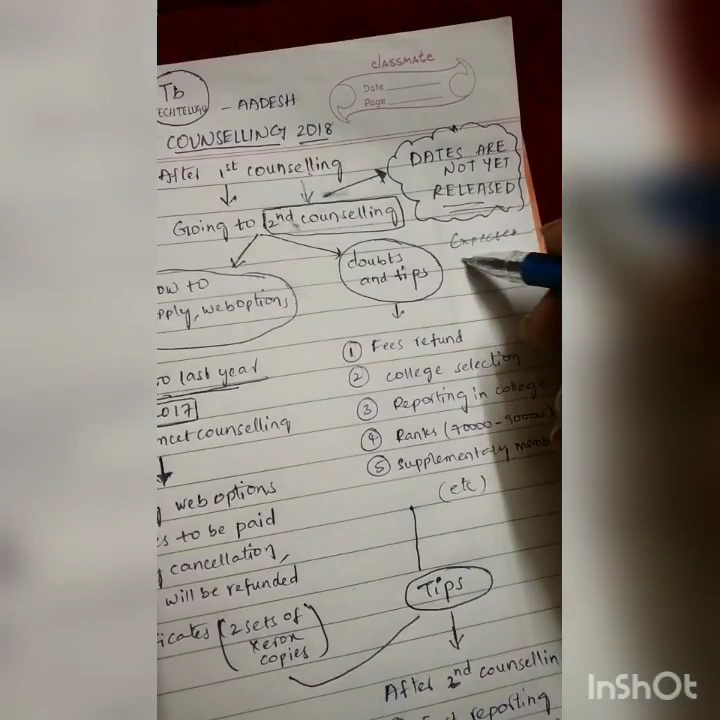 classmate
Date
Page
Tb
ECHTELUGU
- AADESH
COUNSELLING 2018
After 1st counselling
Going to 2nd counselling
DATES ARE
NOT YET
RELEASED
ow to
pply, weboptions
doubts
and tips
o last year
2017
ncet counselling
① Fees refund
② college selection
③ Reporting in college
④ Ranks (70000-90000)
⑤ supplementary memb
(etc)
web options
s to be paid
cancellation,
will be refunded
icates (2 sets of
xerox
copies)
Tips
After 2nd counsellin
reporting
InShOt